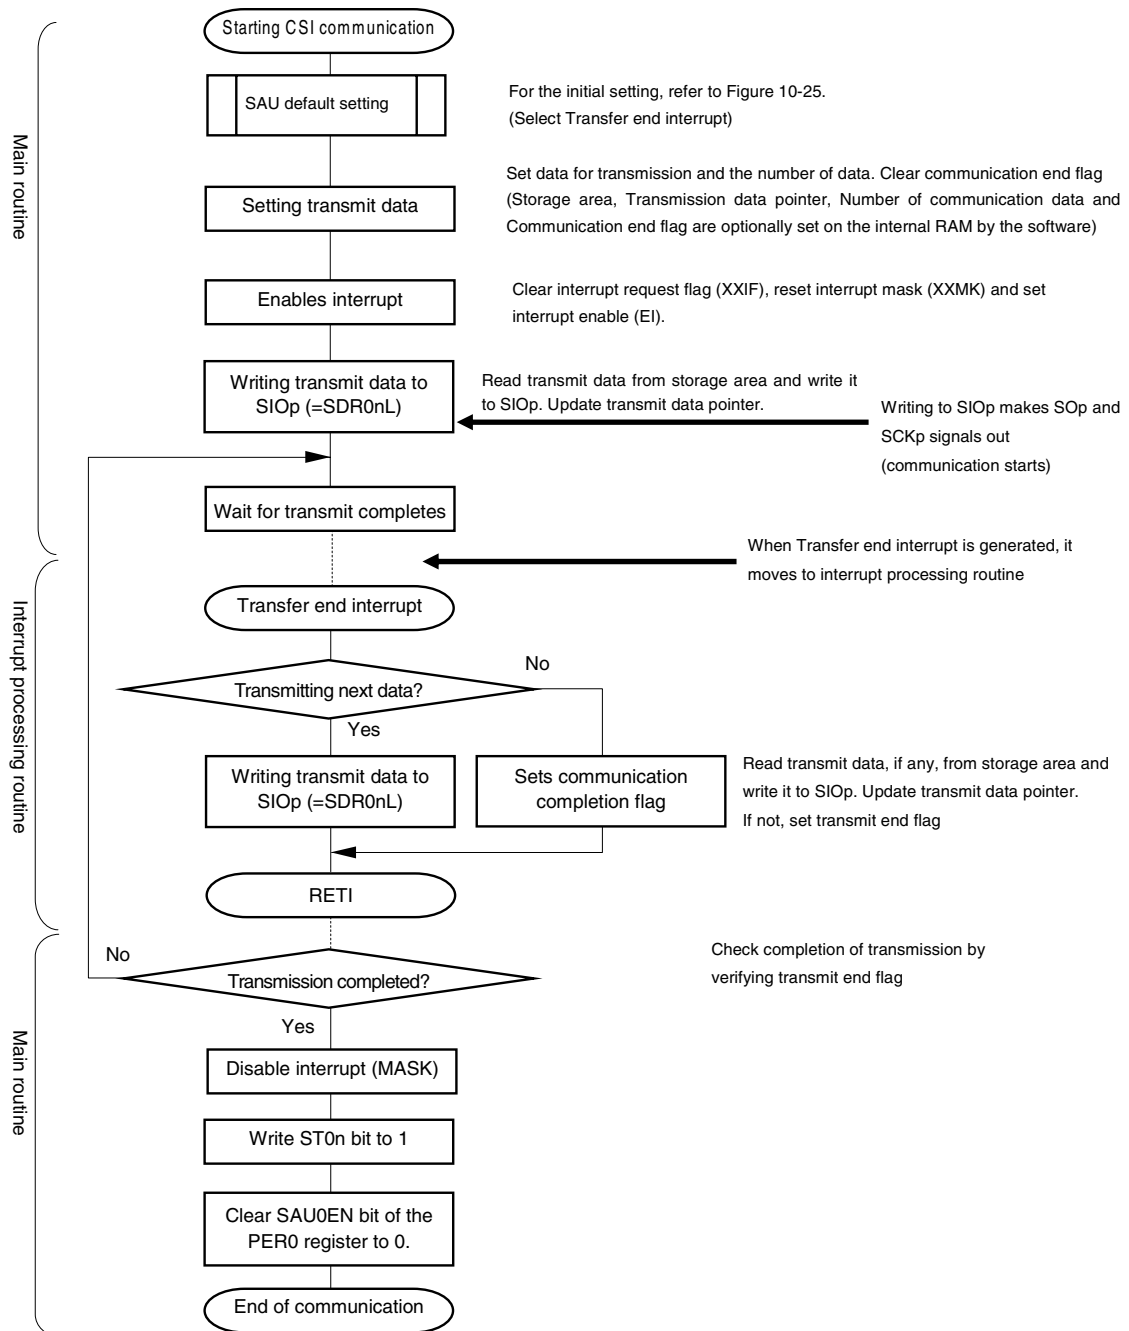 Starting CSI communication
Main routine
SAU default setting
For the initial setting, refer to Figure 10-25.
(Select Transfer end interrupt)
Setting transmit data
Set data for transmission and the number of data. Clear communication end flag
(Storage area, Transmission data pointer, Number of communication data and
Communication end flag are optionally set on the internal RAM by the software)
Enables interrupt
Clear interrupt request flag (XXIF), reset interrupt mask (XXMK) and set
interrupt enable (EI).
Writing transmit data to
SIOp (=SDR0nL)
Read transmit data from storage area and write it
to SIOp. Update transmit data pointer.
Writing to SIOp makes SOp and
SCKp signals out
(communication starts)
Wait for transmit completes
When Transfer end interrupt is generated, it
moves to interrupt processing routine
Interrupt processing routine
Transfer end interrupt
Transmitting next data?
No
Yes
Writing transmit data to
SIOp (=SDR0nL)
Sets communication
completion flag
Read transmit data, if any, from storage area and
write it to SIOp. Update transmit data pointer.
If not, set transmit end flag
RETI
Main routine
No
Transmission completed?
Check completion of transmission by
verifying transmit end flag
Yes
Disable interrupt (MASK)
Write ST0n bit to 1
Clear SAU0EN bit of the
PER0 register to 0.
End of communication